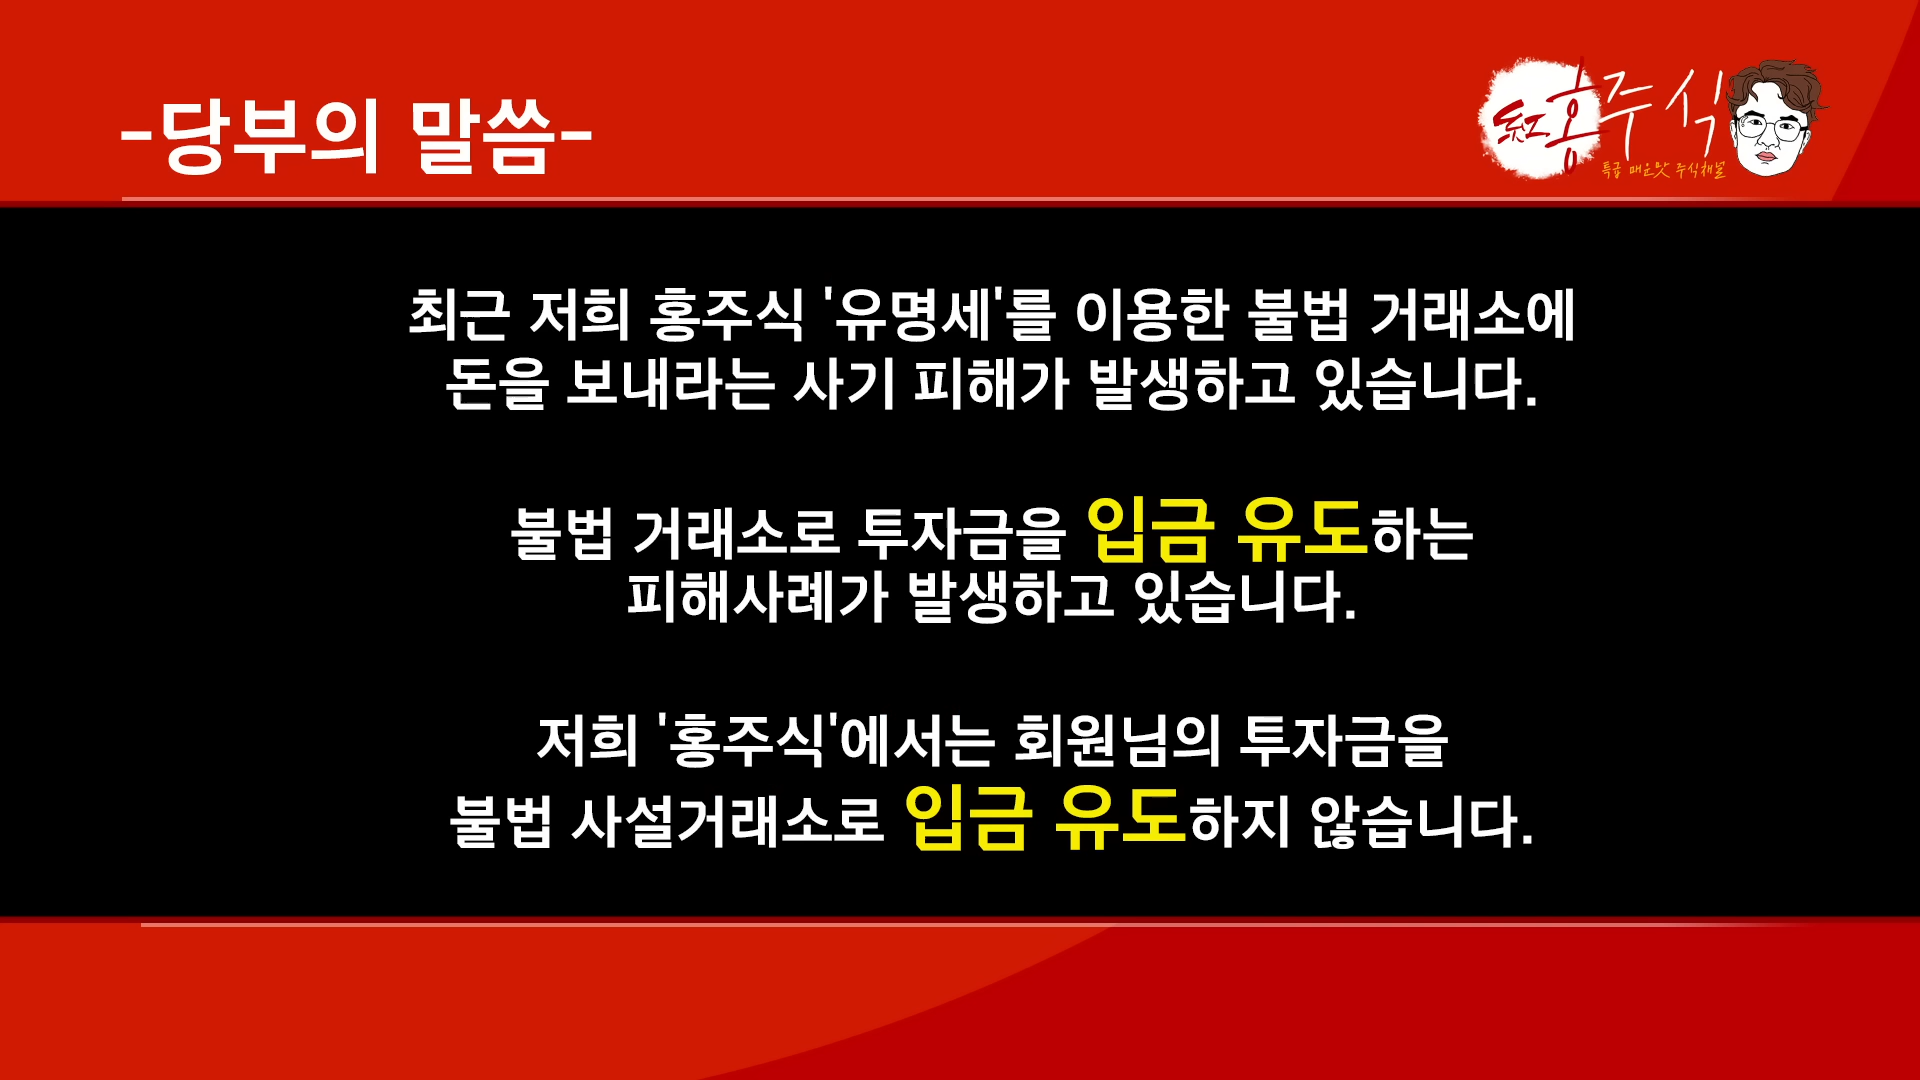 -당부의 말씀-
紅홍주식
특급 매운맛 주식채널
최근 저희 홍주식 '유명세'를 이용한 불법 거래소에
돈을 보내라는 사기 피해가 발생하고 있습니다.
불법 거래소로 투자금을 입금 유도하는
피해사례가 발생하고 있습니다.
저희 '홍주식'에서는 회원님의 투자금을
불법 사설거래소로 입금 유도하지 않습니다.